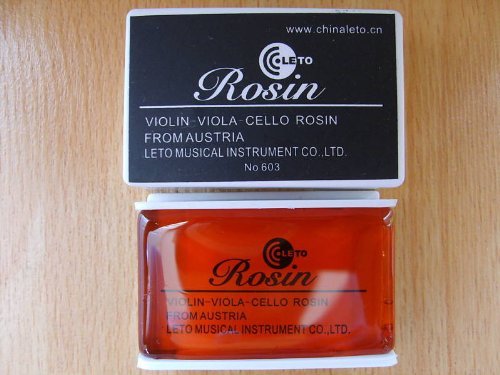 www.chinaleto.cn
LETO
Rosin
VIOLIN-VIOLA-CELLO ROSIN
FROM AUSTRIA
LETO MUSICAL INSTRUMENT CO.,LTD.
No 603
LETO
Rosin
VIOLIN-VIOLA-CELLO ROSIN
FROM AUSTRIA
LETO MUSICAL INSTRUMENT CO.,LTD.